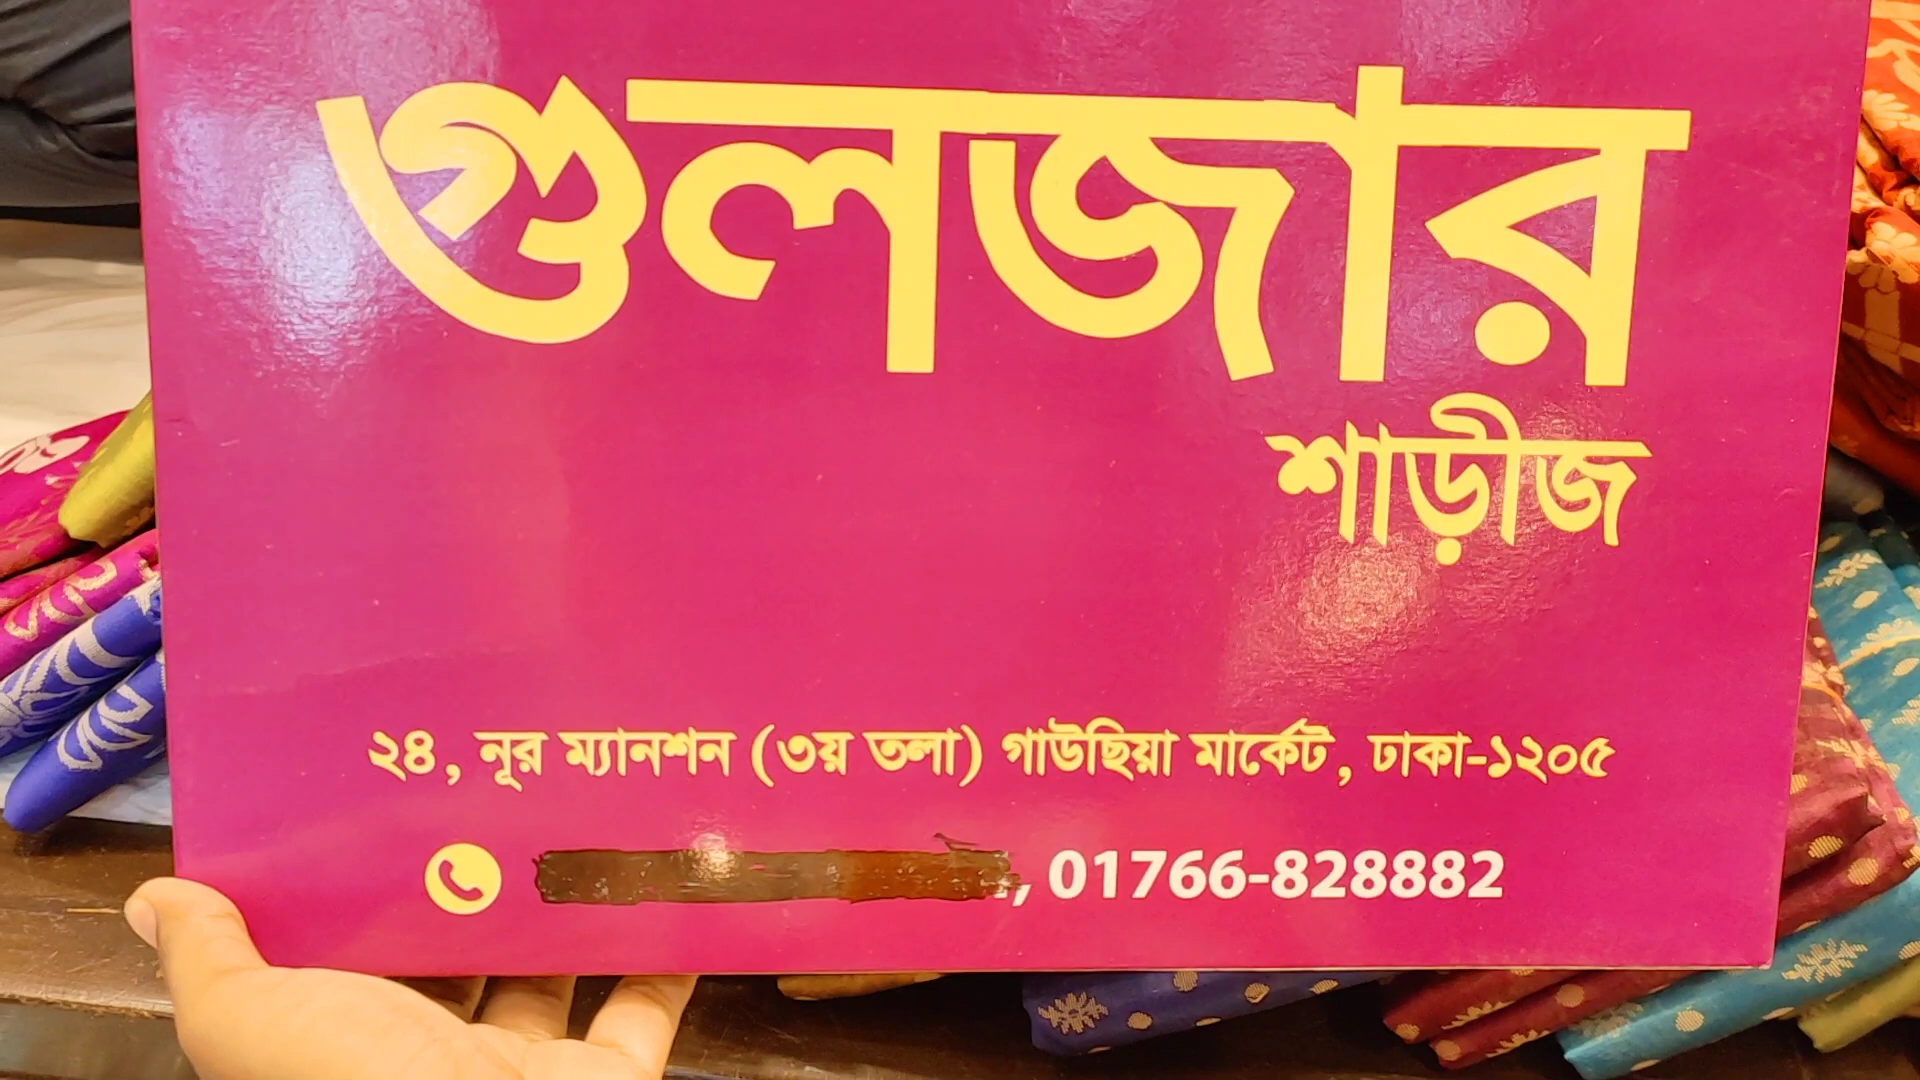 গুলজার
শাড়ীজ
২৪, নূর ম্যানশন (৩য় তলা) গাউছিয়া মার্কেট, ঢাকা-১২০৫
, 01766-828882